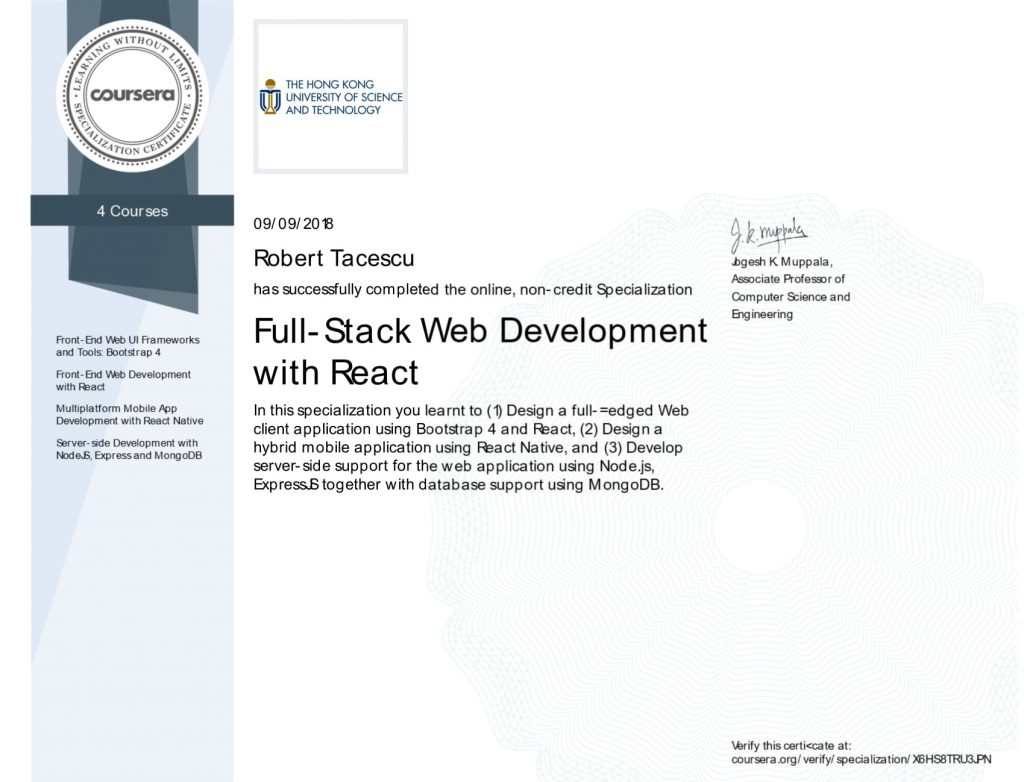 LEARNING WITHOUT LIMITS
coursera
SPECIALIZATION CERTIFICATE
4 Courses
Front-End Web UI Frameworks
and Tools: Bootstrap 4
Front-End Web Development
with React
Multiplatform Mobile App
Development with React Native
Server-side Development with
NodeJS, Express and MongoDB
THE HONG KONG
UNIVERSITY OF SCIENCE
AND TECHNOLOGY
09/09/2018
Robert Tacescu
has successfully completed the online, non-credit Specialization
Full-Stack Web Development
with React
In this specialization you learnt to (1) Design a full-=edged Web
client application using Bootstrap 4 and React, (2) Design a
hybrid mobile application using React Native, and (3) Develop
server-side support for the web application using Node.js,
ExpressJS together with database support using MongoDB.
J.K.Muppala
Jogesh K. Muppala,
Associate Professor of
Computer Science and
Engineering
Verify this certi<cate at:
coursera.org/verify/specialization/X6HS8TRU3JPN